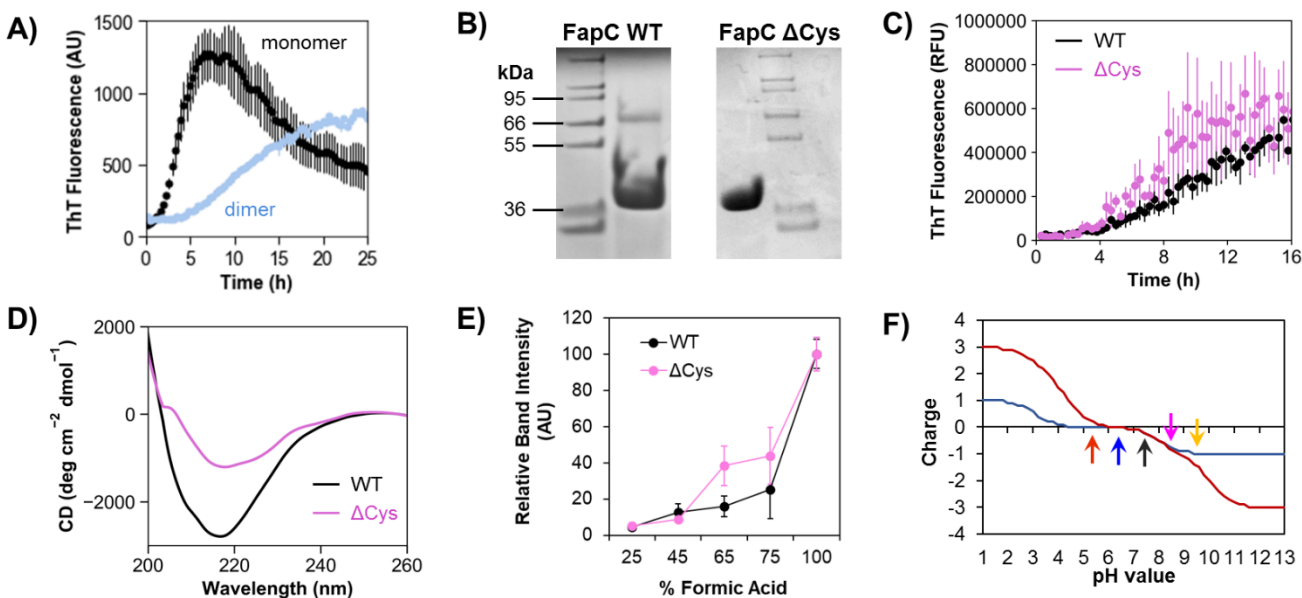 A)
ThT Fluorescence (AU)
1500
1000
500
0
monomer
dimer
0 5 10 15 20 25
Time (h)
B)
FapC WT
FapC ΔCys
kDa
95
66
55
36
C)
ThT Fluorescence (RFU)
1000000
800000
600000
400000
200000
0
WT
ΔCys
0 4 8 12 16
Time (h)
D)
CD (deg cm⁻² dmol⁻¹)
2000
0
−2000
WT
ΔCys
200 220 240 260
Wavelength (nm)
E)
Relative Band Intensity
(AU)
120
100
80
60
40
20
0
WT
ΔCys
25 45 65 75 100
% Formic Acid
F)
Charge
4
3
2
1
0
-1
-2
-3
-4
1 2 3 4 5 6 7 8 9 10 11 12 13
pH value